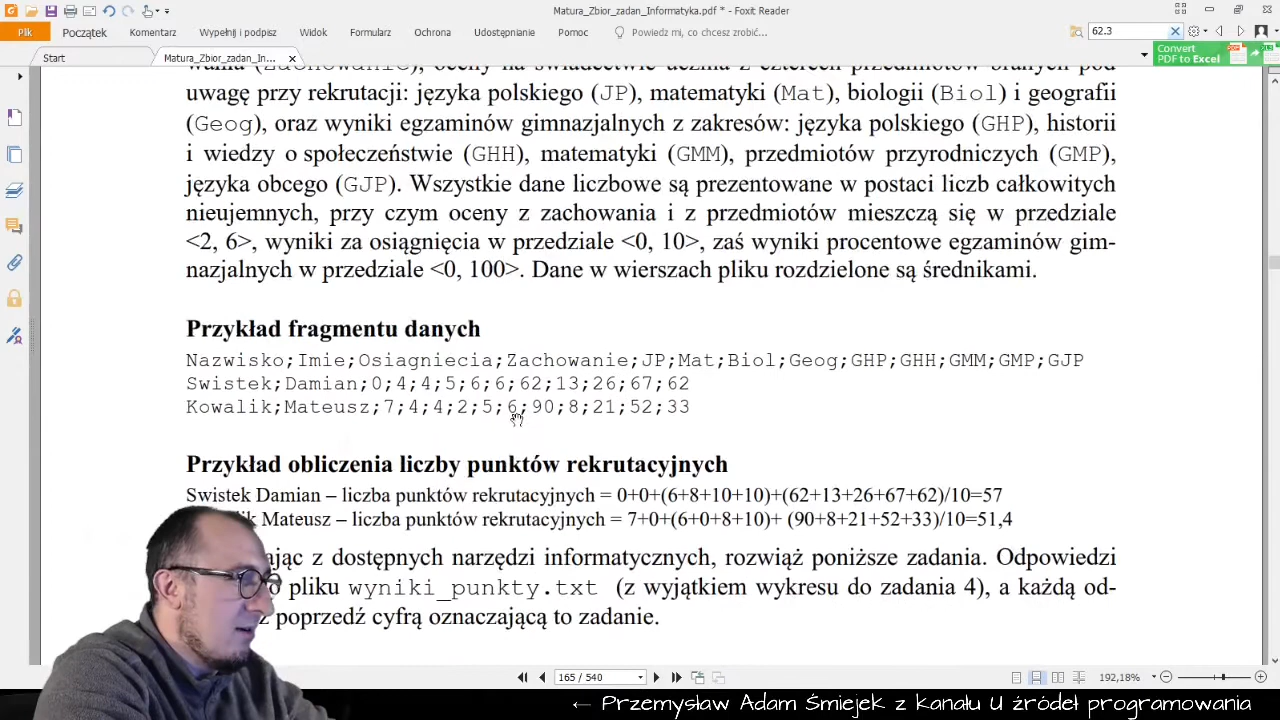 Matura_Zbior_zadan_Informatyka.pdf * - Foxit Reader
Plik Początek Komentarz Wypełnij i podpisz Widok Formularz Ochrona Udostępnianie Pomoc Powiedz mi, co chcesz zrobić...
62.3
Start Matura_Zbior_zadan_In...
Convert
PDF to Excel
uwagę przy rekrutacji: języka polskiego (JP), matematyki (Mat), biologii (Biol) i geografii
(Geog), oraz wyniki egzaminów gimnazjalnych z zakresów: języka polskiego (GHP), historii
i wiedzy o społeczeństwie (GHH), matematyki (GMM), przedmiotów przyrodniczych (GMP),
języka obcego (GJP). Wszystkie dane liczbowe są prezentowane w postaci liczb całkowitych
nieujemnych, przy czym oceny z zachowania i z przedmiotów mieszczą się w przedziale
<2, 6>, wyniki za osiągnięcia w przedziale <0, 10>, zaś wyniki procentowe egzaminów gim-
nazjalnych w przedziale <0, 100>. Dane w wierszach pliku rozdzielone są średnikami.
Przykład fragmentu danych
Nazwisko;Imie;Osiagniecia;Zachowanie;JP;Mat;Biol;Geog;GHP;GHH;GMM;GMP;GJP
Swistek;Damian;0;4;4;5;6;6;62;13;26;67;62
Kowalik;Mateusz;7;4;4;2;5;6;90;8;21;52;33
Przykład obliczenia liczby punktów rekrutacyjnych
Swistek Damian – liczba punktów rekrutacyjnych = 0+0+(6+8+10+10)+(62+13+26+67+62)/10=57
Mateusz – liczba punktów rekrutacyjnych = 7+0+(6+0+8+10)+ (90+8+21+52+33)/10=51,4
z dostępnych narzędzi informatycznych, rozwiąż poniższe zadania. Odpowiedzi
pliku wyniki_punkty.txt (z wyjątkiem wykresu do zadania 4), a każdą od-
poprzedź cyfrą oznaczającą to zadanie.
165 / 540
192,18%
← Przemysław Adam Śmiejek z kanału U źródeł programowania